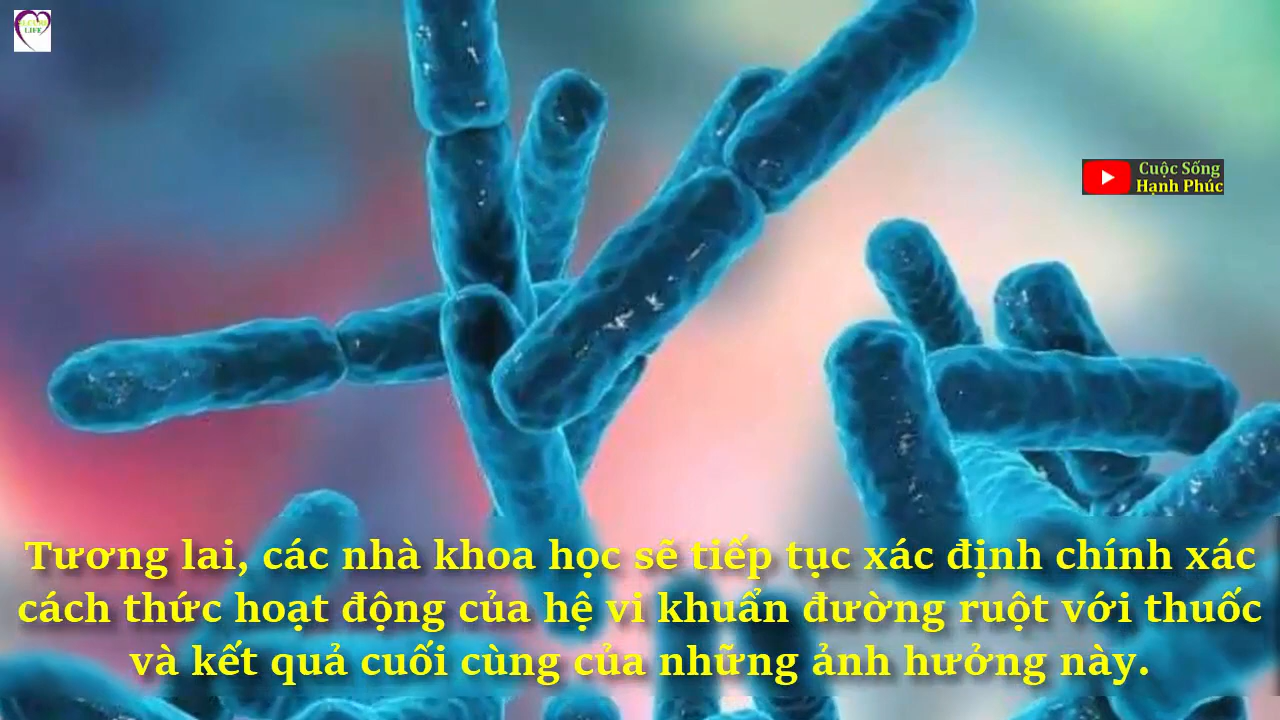 LIFE
Cuộc Sống
Hạnh Phúc
Tương lai, các nhà khoa học sẽ tiếp tục xác định chính xác
cách thức hoạt động của hệ vi khuẩn đường ruột với thuốc
và kết quả cuối cùng của những ảnh hưởng này.